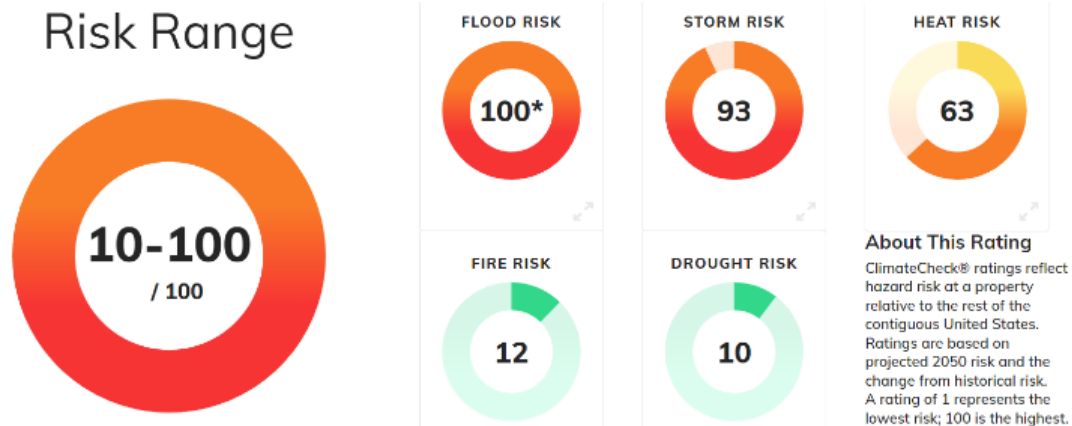 Risk Range
10-100
/ 100
FLOOD RISK
100*
STORM RISK
93
HEAT RISK
63
FIRE RISK
12
DROUGHT RISK
10
About This Rating
ClimateCheck® ratings reflect
hazard risk at a property
relative to the rest of the
contiguous United States.
Ratings are based on
projected 2050 risk and the
change from historical risk.
A rating of 1 represents the
lowest risk; 100 is the highest.